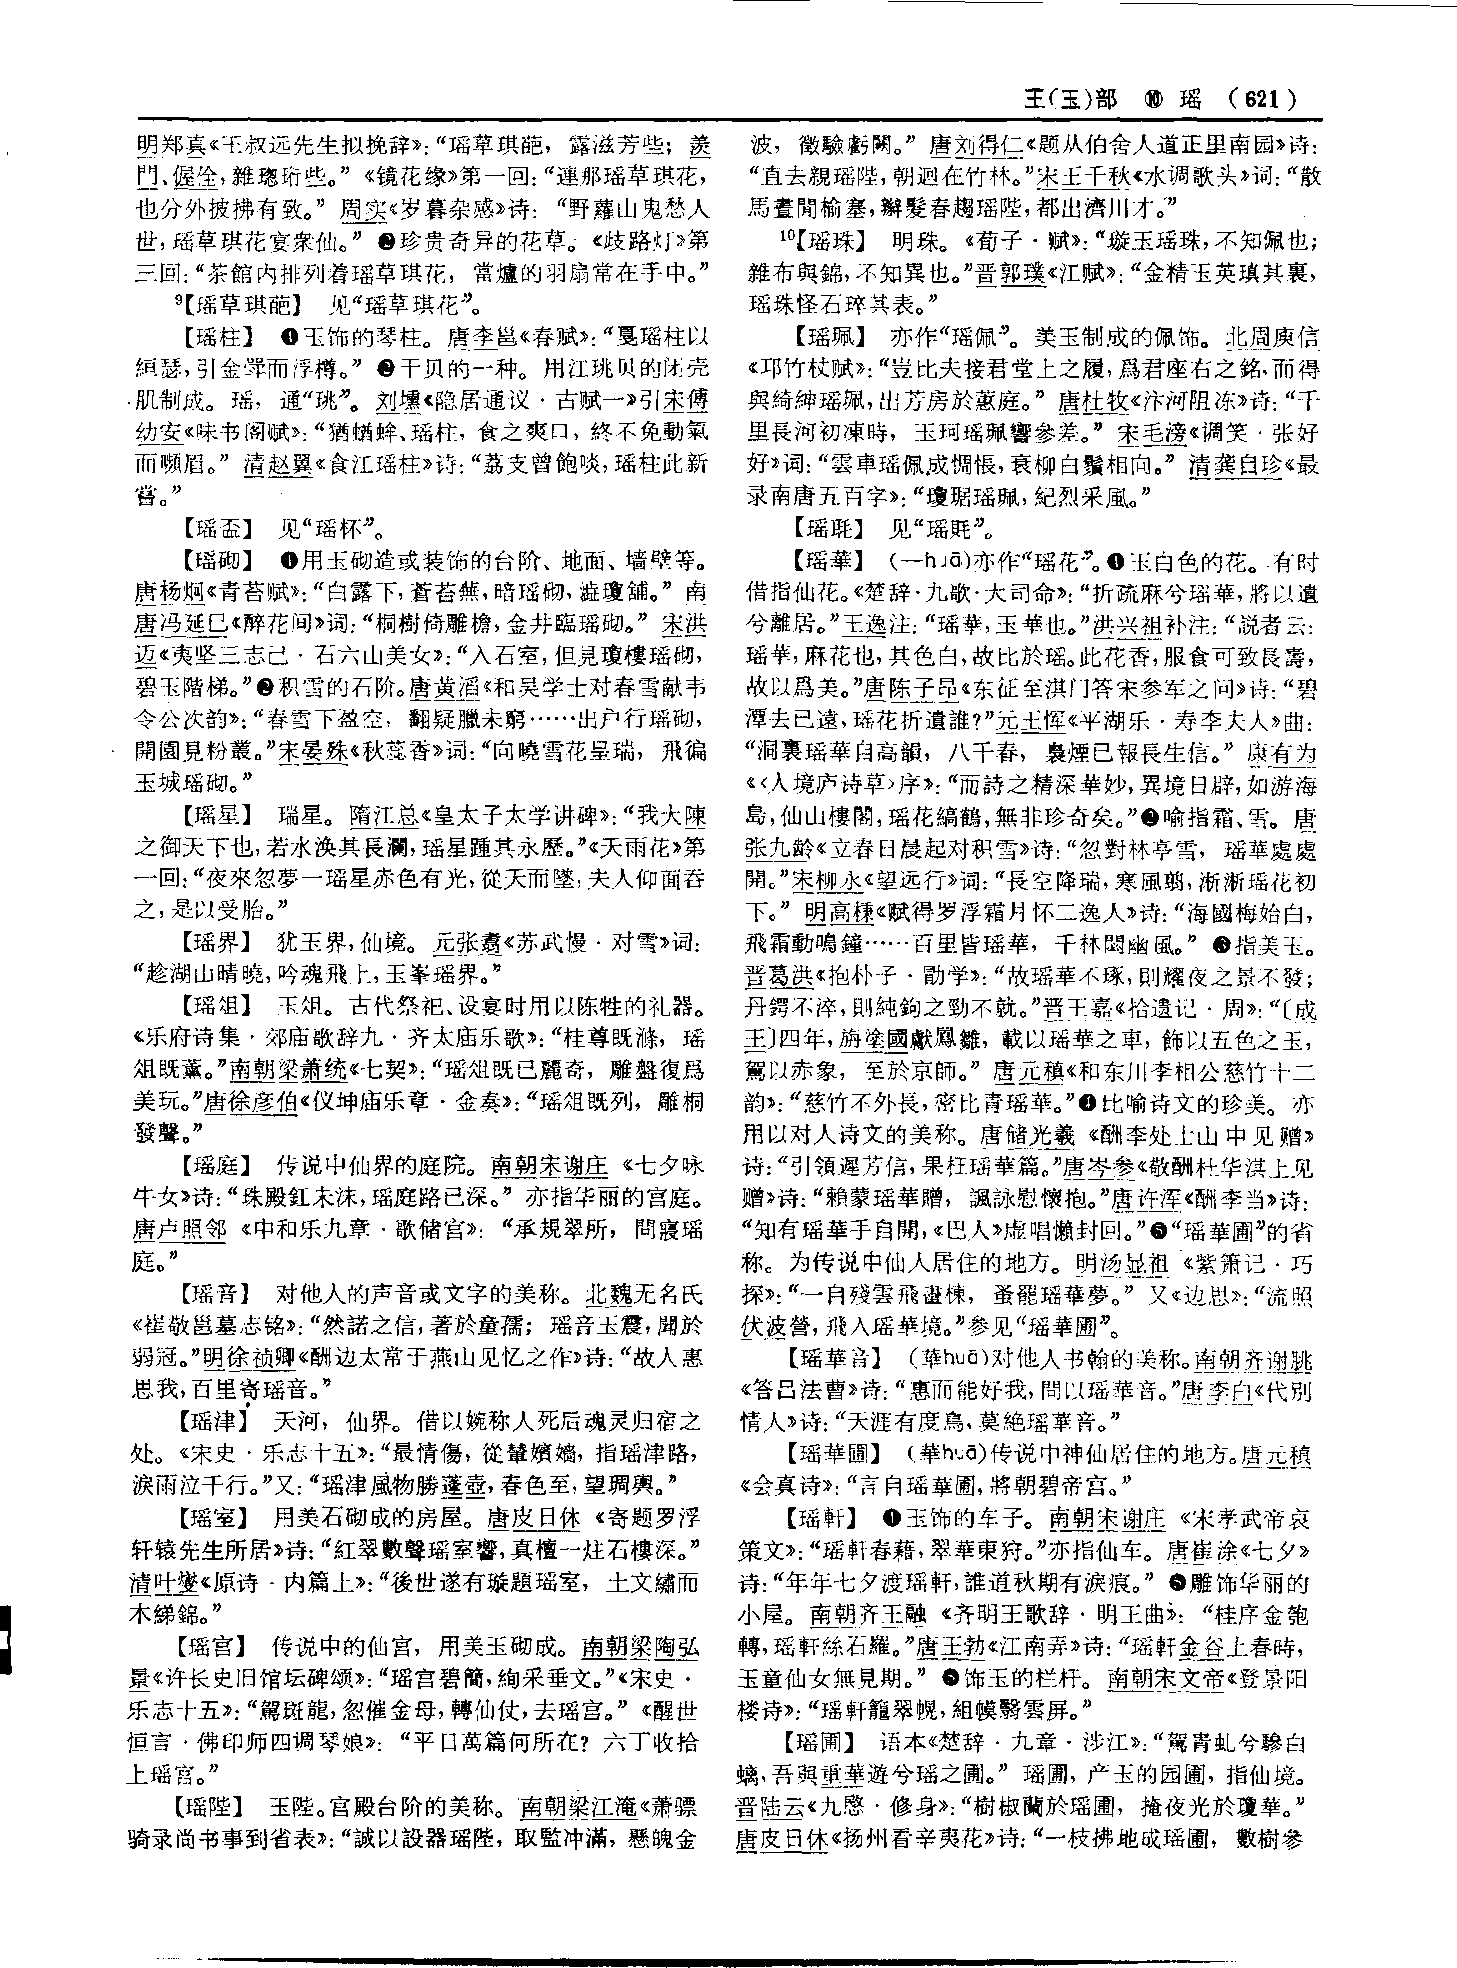 王(玉)部 ⑩ 瑶 (621)
明郑真《王叔远先生拟挽辞》:“瑶草琪葩, 露滋芳些; 羡
門、偓佺,雜璁珩些。”《镜花缘》第一回:“連那瑶草琪花,
也分外披拂有致。” 周实《岁暮杂感》诗: “野蘿山鬼愁人
世,瑶草琪花宴衆仙。” ❷珍贵奇异的花草。《歧路灯》第
三回:“茶館内排列着瑶草琪花, 當爐的羽扇常在手中。”
9【瑶草琪葩】 见“瑶草琪花”。
【瑶柱】 ❶玉饰的琴柱。唐李邕《春赋》:“戛瑶柱以
絙瑟,引金斝而浮樽。” ❷干贝的一种。用江珧贝的闭壳
肌制成。瑶, 通“珧”。 刘壎《隐居通议·古赋一》引宋傅
幼安《味书阁赋》:“猶蝤蛑、瑶柱, 食之爽口, 終不免動氣
而嚬眉。” 清赵翼《食江瑶柱》诗:“荔支曾飽啖,瑶柱此新
嘗。”
【瑶盃】 见“瑶杯”。
【瑶砌】 ❶用玉砌造或装饰的台阶、地面、墙壁等。
唐杨炯《青苔赋》:“白露下,蒼苔蕪,暗瑶砌,澁瓊鋪。” 南
唐冯延巳《醉花间》词:“桐樹倚雕檐,金井臨瑶砌。” 宋洪
迈《夷坚三志己·石六山美女》:“入石室,但見瓊樓瑶砌,
碧玉階梯。”❷积雪的石阶。唐黄滔《和吴学士对春雪献韦
令公次韵》:“春雪下盈空, 翻疑臘未窮……出户行瑶砌,
開園見粉叢。”宋晏殊《秋蕊香》词:“向曉雪花呈瑞, 飛徧
玉城瑶砌。”
【瑶星】 瑞星。隋江总《皇太子太学讲碑》:“我大陳
之御天下也,若水涣其長瀾,瑶星踵其永歷。”《天雨花》第
一回:“夜來忽夢一瑶星赤色有光,從天而墜,夫人仰面吞
之,是以受胎。”
【瑶界】 犹玉界,仙境。 元张翥《苏武慢·对雪》词:
“趁湖山晴曉,吟魂飛上,玉峯瑶界。”
【瑶俎】 玉俎。古代祭祀、设宴时用以陈牲的礼器。
《乐府诗集·郊庙歌辞九·齐太庙乐歌》:“桂尊既滌, 瑶
俎既薰。”南朝梁萧统《七契》:“瑶俎既已麗奇, 雕盤復爲
美玩。”唐徐彦伯《仪坤庙乐章·金奏》:“瑶俎既列, 雕桐
發聲。”
【瑶庭】 传说中仙界的庭院。南朝宋谢庄《七夕咏
牛女》诗:“珠殿釭未沫,瑶庭路已深。” 亦指华丽的宫庭。
唐卢照邻《中和乐九章·歌储宫》: “承規翠所, 問寢瑶
庭。”
【瑶音】 对他人的声音或文字的美称。北魏无名氏
《崔敬邕墓志铭》:“然諾之信,著於童孺; 瑶音玉震,聞於
弱冠。”明徐祯卿《酬边太常于燕山见忆之作》诗:“故人惠
思我,百里寄瑶音。”
【瑶津】 天河, 仙界。借以婉称人死后魂灵归宿之
处。《宋史·乐志十五》:“最情傷, 從輦嬪嬙, 指瑶津路,
淚雨泣千行。”又:“瑶津風物勝蓬壺,春色至,望琱輿。”
【瑶室】 用美石砌成的房屋。唐皮日休《寄题罗浮
轩辕先生所居》诗:“紅翠數聲瑶室響,真檀一炷石樓深。”
清叶燮《原诗·内篇上》:“後世遂有璇題瑶室, 土文繡而
木綈錦。”
【瑶宫】 传说中的仙宫, 用美玉砌成。南朝梁陶弘
景《许长史旧馆坛碑颂》:“瑶宫碧簡,絢采垂文。”《宋史·
乐志十五》:“駕斑龍,忽催金母,轉仙仗,去瑶宫。”《醒世
恒言·佛印师四调琴娘》: “平日萬篇何所在? 六丁收拾
上瑶宫。”
【瑶陛】 玉陛。宫殿台阶的美称。南朝梁江淹《萧骠
骑录尚书事到省表》:“誠以設器瑶陛, 取監冲滿, 懸魄金
波, 徵驗虧闕。” 唐刘得仁《题从伯舍人道正里南园》诗:
“直去親瑶陛,朝迴在竹林。”宋王千秋《水调歌头》词:“散
馬晝閒榆塞,辮髮春趨瑶陛,都出濟川才。”
10【瑶珠】 明珠。《荀子·赋》:“璇玉瑶珠,不知佩也;
雜布與錦,不知異也。”晋郭璞《江赋》:“金精玉英瑱其裏,
瑶珠怪石琗其表。”
【瑶珮】 亦作“瑶佩”。美玉制成的佩饰。北周庾信
《邛竹杖赋》:“豈比夫接君堂上之履,爲君座右之銘,而得
與綺紳瑶珮,出芳房於蕙庭。” 唐杜牧《汴河阻冻》诗:“千
里長河初凍時, 玉珂瑶珮響參差。” 宋毛滂《调笑·张好
好》词:“雲車瑶佩成惆悵,衰柳白鬚相向。” 清龚自珍《最
录南唐五百字》:“瓊琚瑶珮,紀烈采風。”
【瑶毦】 见“瑶毦”。
【瑶華】 (—huā)亦作“瑶花”。❶玉白色的花。有时
借指仙花。《楚辞·九歌·大司命》:“折疏麻兮瑶華,將以遺
兮離居。”王逸注:“瑶華,玉華也。”洪兴祖补注:“説者云:
瑶華,麻花也,其色白,故比於瑶。此花香,服食可致長壽,
故以爲美。”唐陈子昂《东征至淇门答宋参军之问》诗:“碧
潭去已遠,瑶花折遺誰?”元王恽《平湖乐·寿李夫人》曲:
“洞裏瑶華自高韻, 八千春, 裊煙已報長生信。” 康有为
《〈人境庐诗草〉序》:“而詩之精深華妙,異境日辟,如游海
島,仙山樓閣,瑶花縞鶴,無非珍奇矣。”❷喻指霜、雪。 唐
张九龄《立春日晨起对积雪》诗:“忽對林亭雪, 瑶華處處
開。”宋柳永《望远行》词:“長空降瑞,寒風翦,淅淅瑶花初
下。” 明高棅《赋得罗浮霜月怀二逸人》诗:“海國梅始白,
飛霜動鳴鐘……百里皆瑶華, 千林閟幽風。” ❸指美玉。
晋葛洪《抱朴子·勖学》:“故瑶華不琢,則耀夜之景不發;
丹鍔不淬,則純鉤之勁不就。”晋王嘉《拾遗记·周》:“〔成
王〕四年,旃塗國獻鳳雛, 載以瑶華之車, 飾以五色之玉,
駕以赤象, 至於京師。” 唐元稹《和东川李相公慈竹十二
韵》:“慈竹不外長,密比青瑶華。”❹比喻诗文的珍美。 亦
用以对人诗文的美称。唐储光羲《酬李处士山中见赠》
诗:“引領遲芳信,果枉瑶華篇。”唐岑参《敬酬杜华淇上见
赠》诗:“賴蒙瑶華贈, 諷詠慰懷抱。”唐许浑《酬李当》诗:
“知有瑶華手自開,《巴人》虚唱懶封回。”❺“瑶華圃”的省
称。为传说中仙人居住的地方。明汤显祖《紫箫记·巧
探》:“一自殘雲飛畫棟, 蚤罷瑶華夢。” 又《边思》:“流照
伏波營,飛入瑶華境。”参见“瑶華圃”。
【瑶華音】 (華huā)对他人书翰的美称。南朝齐谢朓
《答吕法曹》诗:“惠而能好我,問以瑶華音。”唐李白《代别
情人》诗:“天涯有度鳥,莫絶瑶華音。”
【瑶華圃】 (華huā)传说中神仙居住的地方。唐元稹
《会真诗》:“言自瑶華圃,將朝碧帝宫。”
【瑶軒】 ❶玉饰的车子。南朝宋谢庄《宋孝武帝哀
策文》:“瑶軒春藉,翠華東狩。”亦指仙车。唐崔涂《七夕》
诗:“年年七夕渡瑶軒,誰道秋期有淚痕。” ❷雕饰华丽的
小屋。南朝齐王融《齐明王歌辞·明王曲》: “桂序金匏
轉,瑶軒絲石羅。”唐王勃《江南弄》诗:“瑶軒金谷上春時,
玉童仙女無見期。” ❸饰玉的栏杆。南朝宋文帝《登景阳
楼诗》:“瑶軒籠翠幌,組幙翳雲屏。”
【瑶圃】 语本《楚辞·九章·涉江》:“駕青虬兮驂白
螭,吾與重華遊兮瑶之圃。” 瑶圃, 产玉的园圃, 指仙境。
晋陆云《九愍·修身》:“樹椒蘭於瑶圃, 掩夜光於瓊華。”
唐皮日休《扬州看辛夷花》诗:“一枝拂地成瑶圃, 數樹參